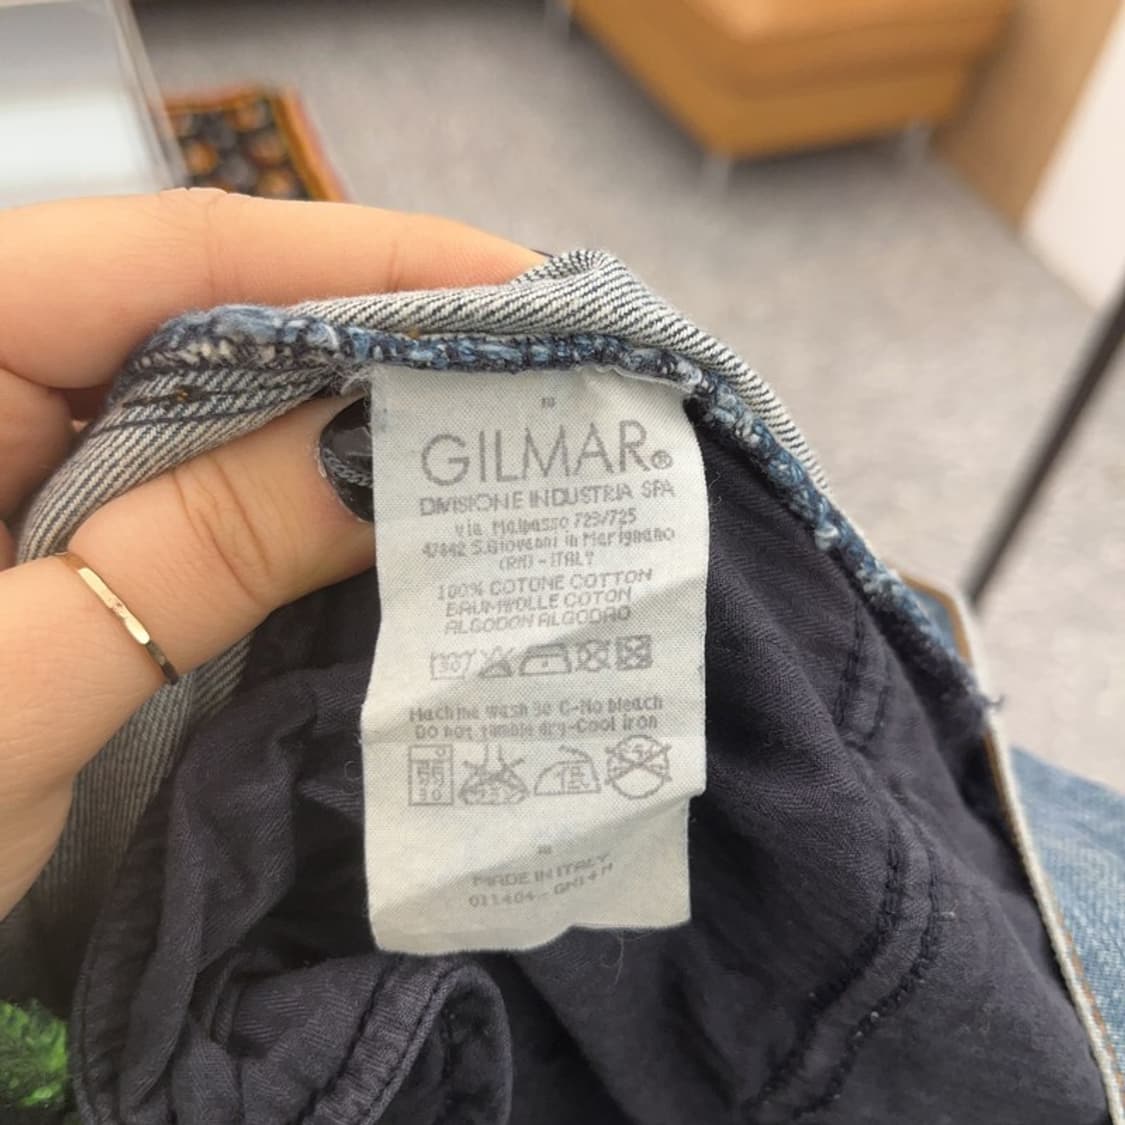 GILMAR®
DIVISIONE INDUSTRIA SPA
via Malpasso 723/725
47842 S.Giovanni in Marignano
(RN) - ITALY
100% COTONE COTTON
BAUMWOLLE COTON
ALGODON ALGODAO
30
Machine wash 30 C-No bleach
Do not tumble dry-Cool iron
MADE IN ITALY